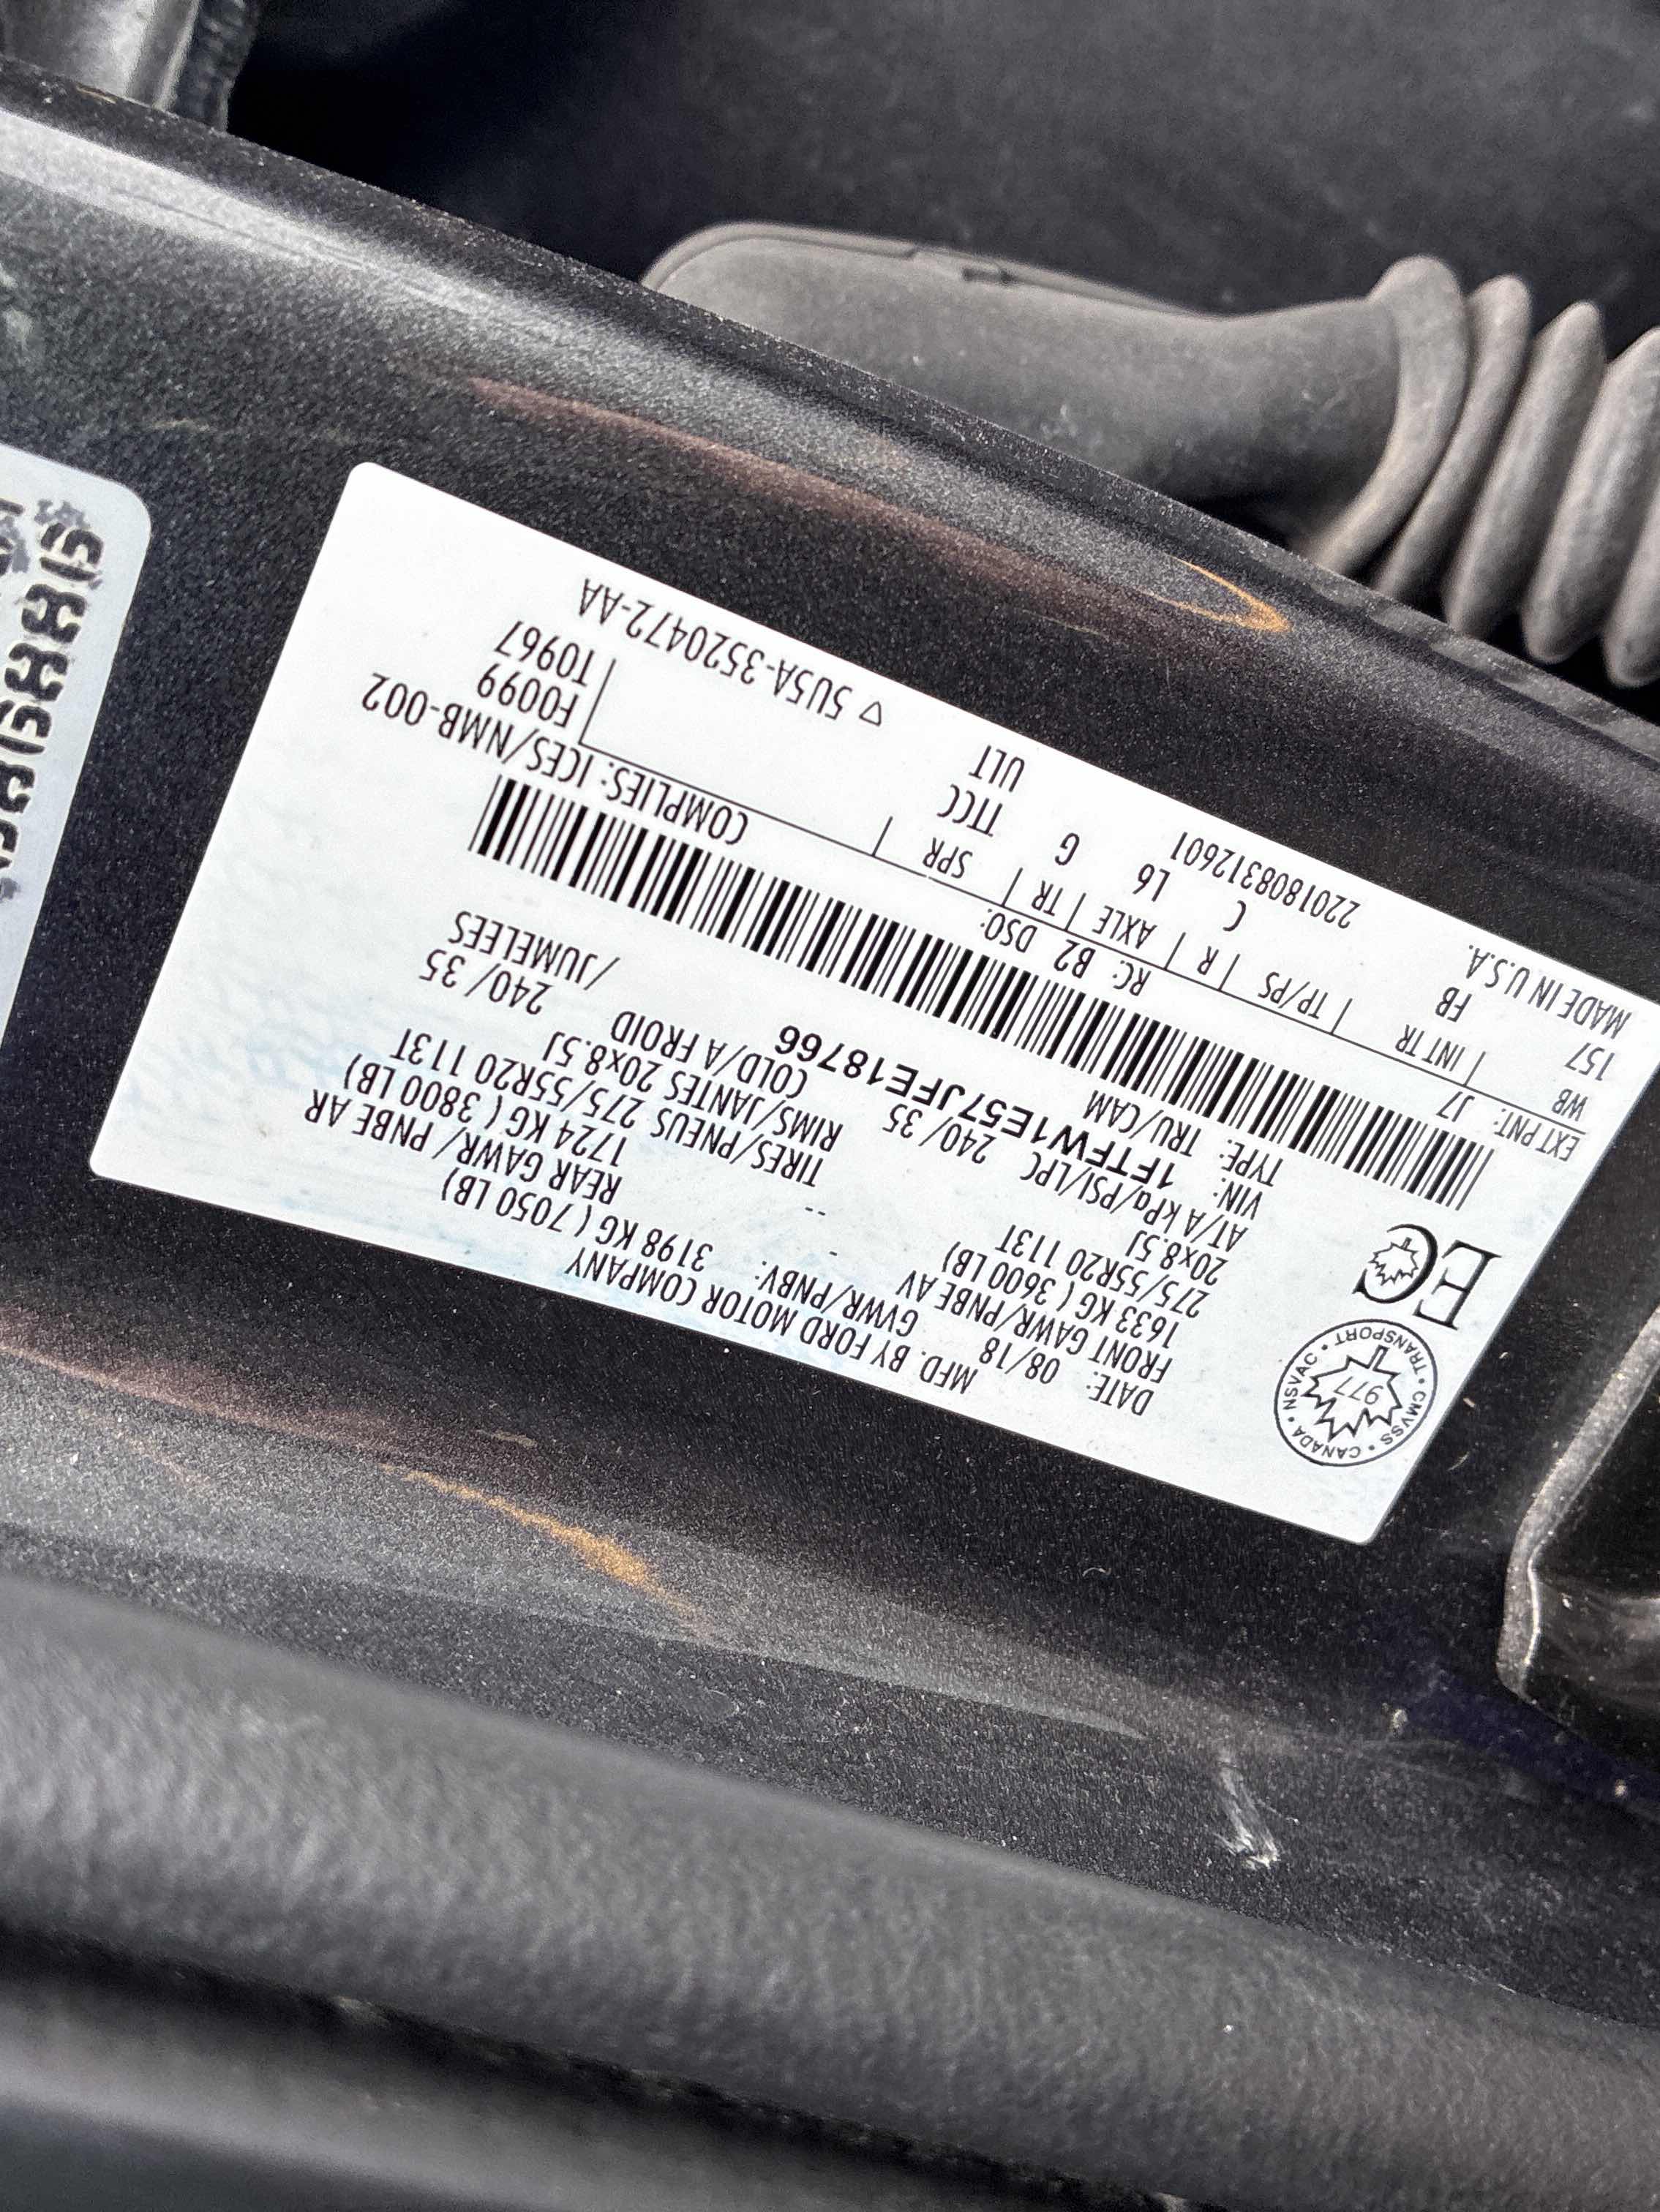 MFD. BY FORD MOTOR COMPANY
DATE: 08/18 GVWR/PNBV: 3198 KG ( 7050 LB)
FRONT GAWR/PNBE AV REAR GAWR/ PNBE AR
1633 KG ( 3600 LB) -- 1724 KG ( 3800 LB)
275/55R20 113T -- TIRES/PNEUS 275/55R20 113T
20x8.5J RIMS/JANTES 20x8.5J
AT/A kPa/PSI/LPC 240/ 35 COLD/A FROID 240/ 35
VIN: 1FTFW1E57JFE18766 /JUMELEES
TYPE: TRU/CAM
EC
CANADA • NSVAC • TRANSPORT • CMVSS •
977
EXT PNT: J7 RC: B2 DSO: COMPLIES: ICES/NMB-002
WB | INT TR | TP/PS | R | AXLE | TR | SPR | F0099
157 FB C L6 G TTCC T0967
ULT
MADE IN U.S.A. 2201808312601 ▽ 5U5A-3520472-AA